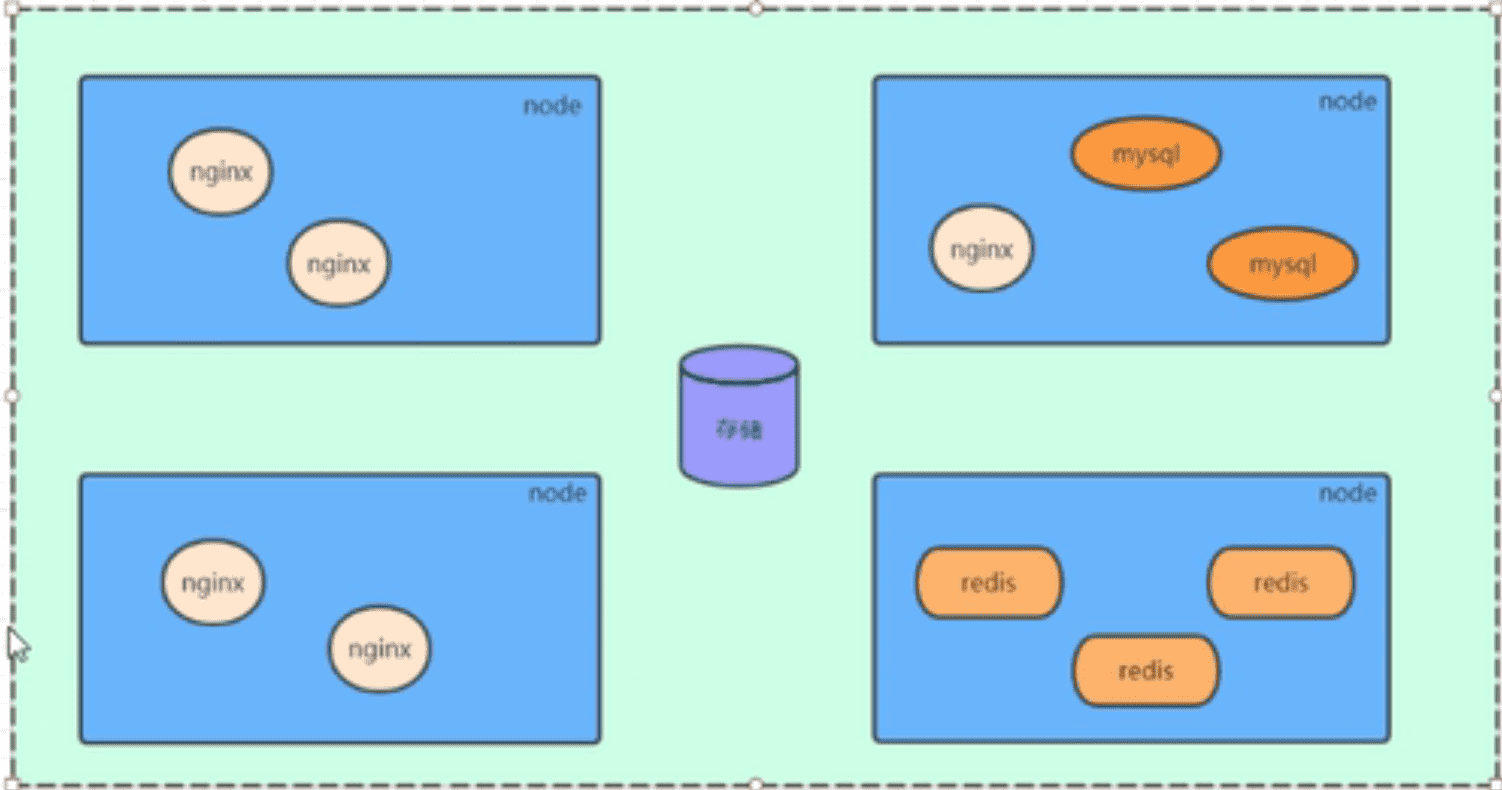 node
nginx
nginx
node
mysql
nginx
mysql
存储
node
nginx
nginx
node
redis
redis
redis